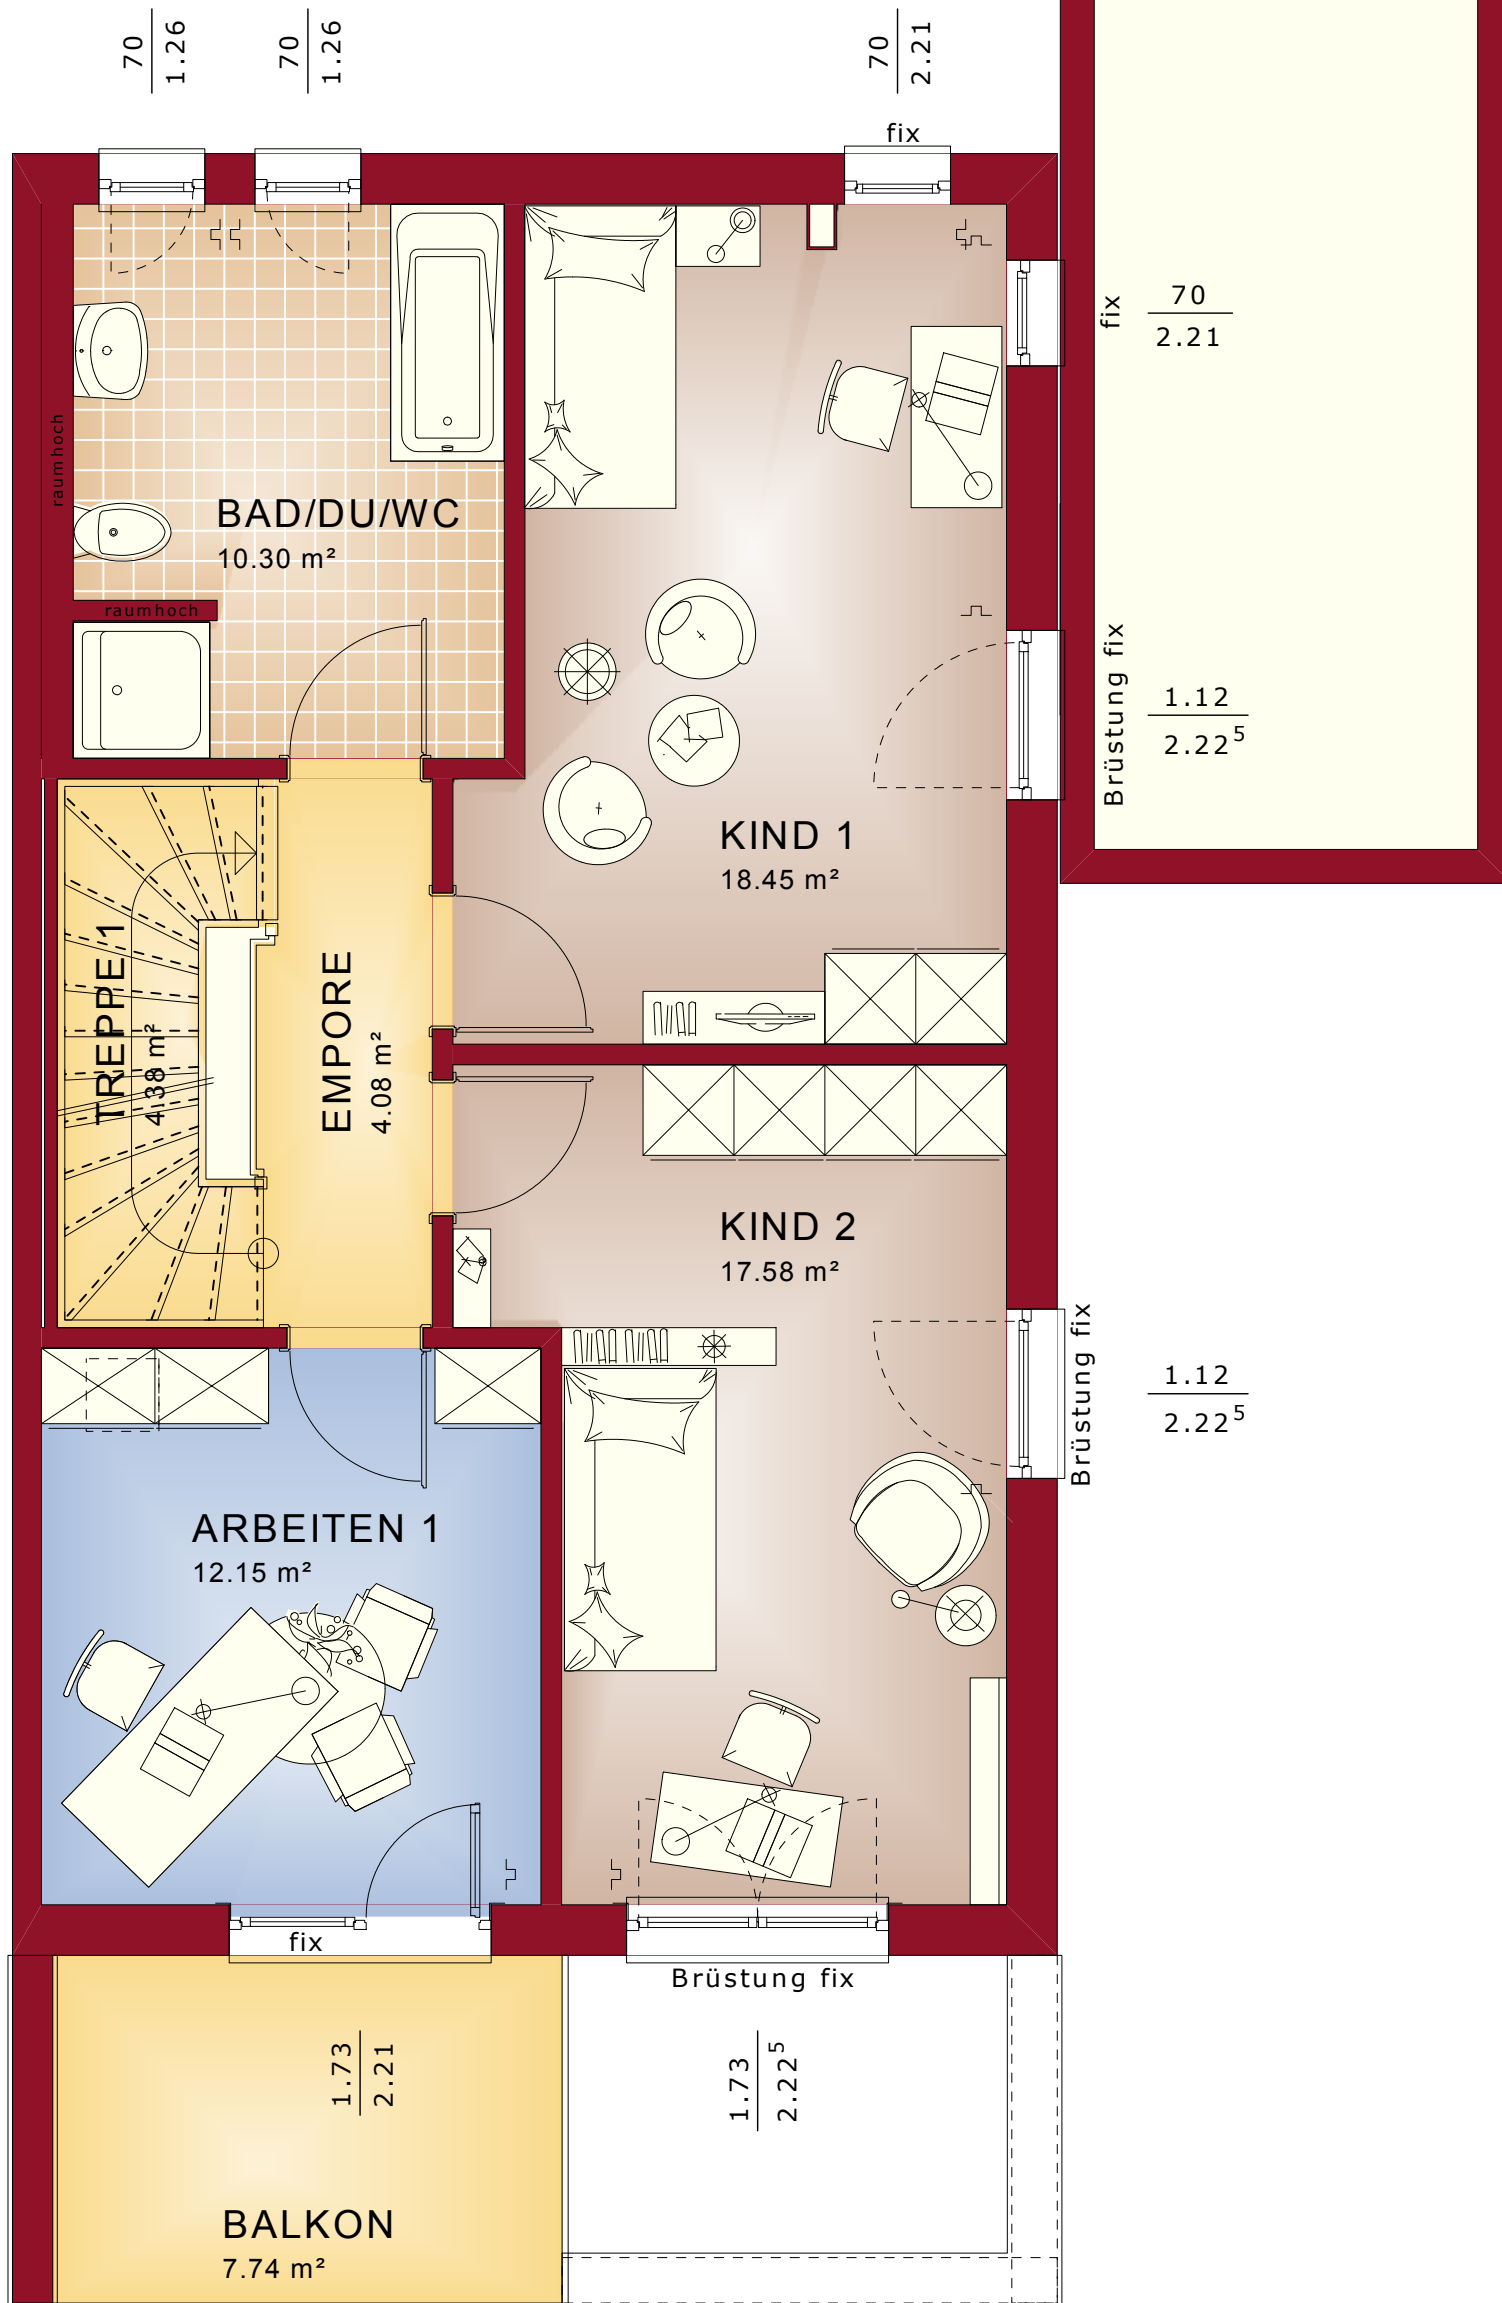 70
1.26
70
1.26
70
2.21
fix
fix
70
2.21
raumhoch
BAD/DU/WC
10.30 m²
raumhoch
Brüstung fix
1.12
2.22⁵
KIND 1
18.45 m²
TREPPE 1
4.38 m²
EMPORE
4.08 m²
KIND 2
17.58 m²
Brüstung fix
1.12
2.22⁵
ARBEITEN 1
12.15 m²
fix
Brüstung fix
1.73
2.21
1.73
2.22⁵
BALKON
7.74 m²